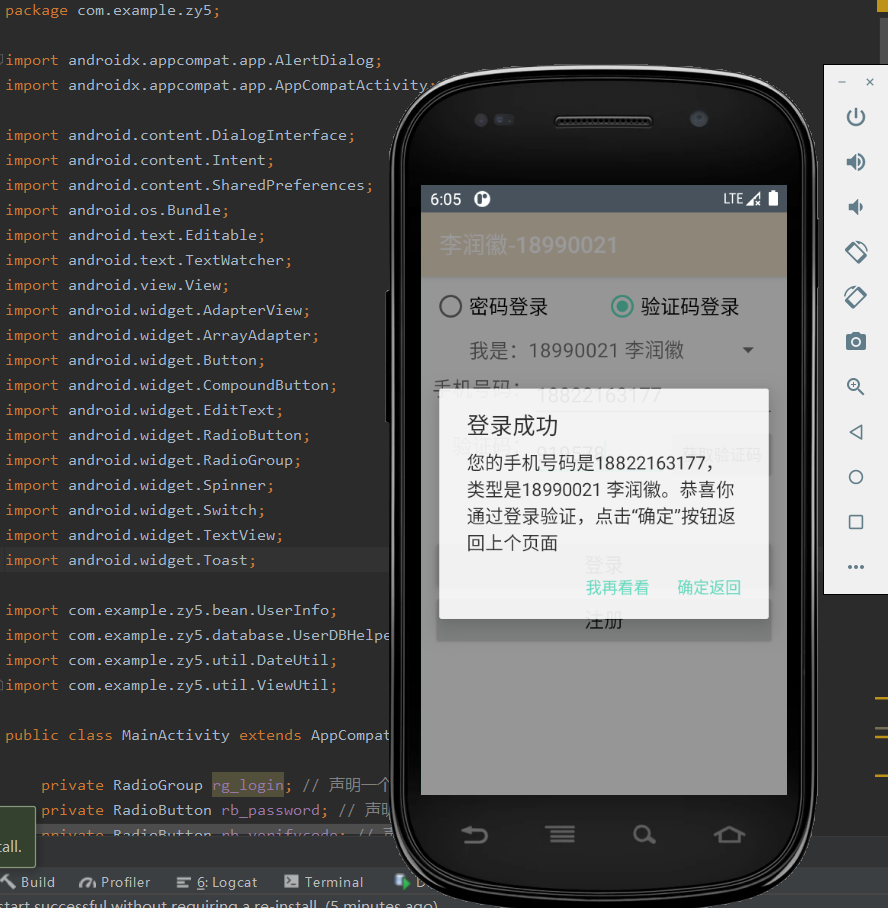 package com.example.zy5;
import androidx.appcompat.app.AlertDialog;
import androidx.appcompat.app.AppCompatActivity;
import android.content.DialogInterface;
import android.content.Intent;
import android.content.SharedPreferences;
import android.os.Bundle;
import android.text.Editable;
import android.text.TextWatcher;
import android.view.View;
import android.widget.AdapterView;
import android.widget.ArrayAdapter;
import android.widget.Button;
import android.widget.CompoundButton;
import android.widget.EditText;
import android.widget.RadioButton;
import android.widget.RadioGroup;
import android.widget.Spinner;
import android.widget.Switch;
import android.widget.TextView;
import android.widget.Toast;
import com.example.zy5.bean.UserInfo;
import com.example.zy5.database.UserDBHelpe
import com.example.zy5.util.DateUtil;
import com.example.zy5.util.ViewUtil;
public class MainActivity extends AppCompat
private RadioGroup rg_login; // 声明一个
private RadioButton rb_password; // 声明
private RadioButton rb_verifycode; // 声
tall.
Build Profiler 6: Logcat Terminal
start successful without requiring a re-install. (5 minutes ago)
6:05 LTE
李润徽-18990021
密码登录 验证码登录
我是：18990021 李润徽
手机号码： 18822163177
验证码： 获取验证码
登录成功
您的手机号码是18822163177，
类型是18990021 李润徽。恭喜你
通过登录验证，点击“确定”按钮返
回上个页面
登录
我再看看 确定返回
注册